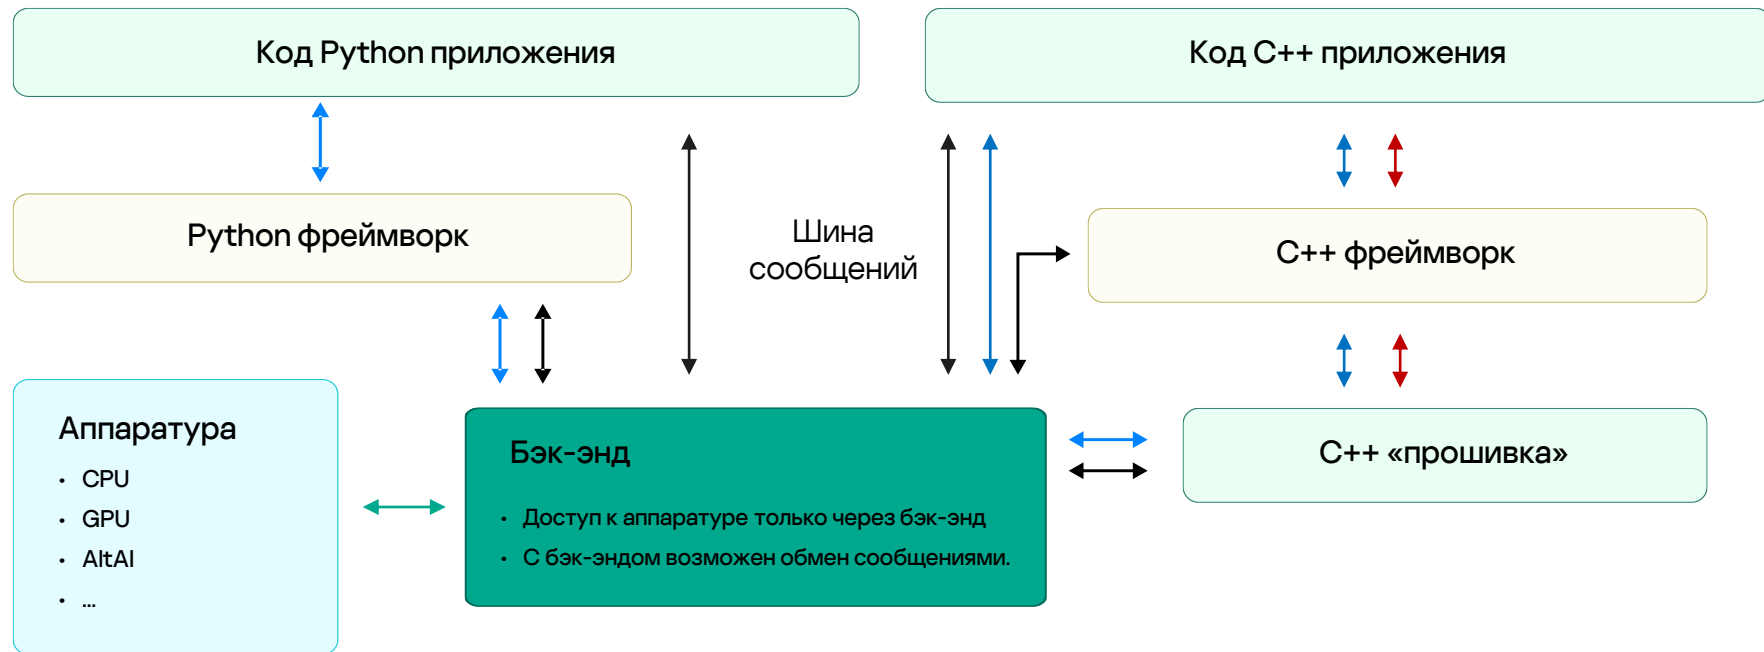 Код Python приложения
Код C++ приложения
Python фреймворк
Шина
сообщений
C++ фреймворк
Аппаратура
• CPU
• GPU
• AltAI
• ...
Бэк-энд
• Доступ к аппаратуре только через бэк-энд
• С бэк-эндом возможен обмен сообщениями.
C++ «прошивка»